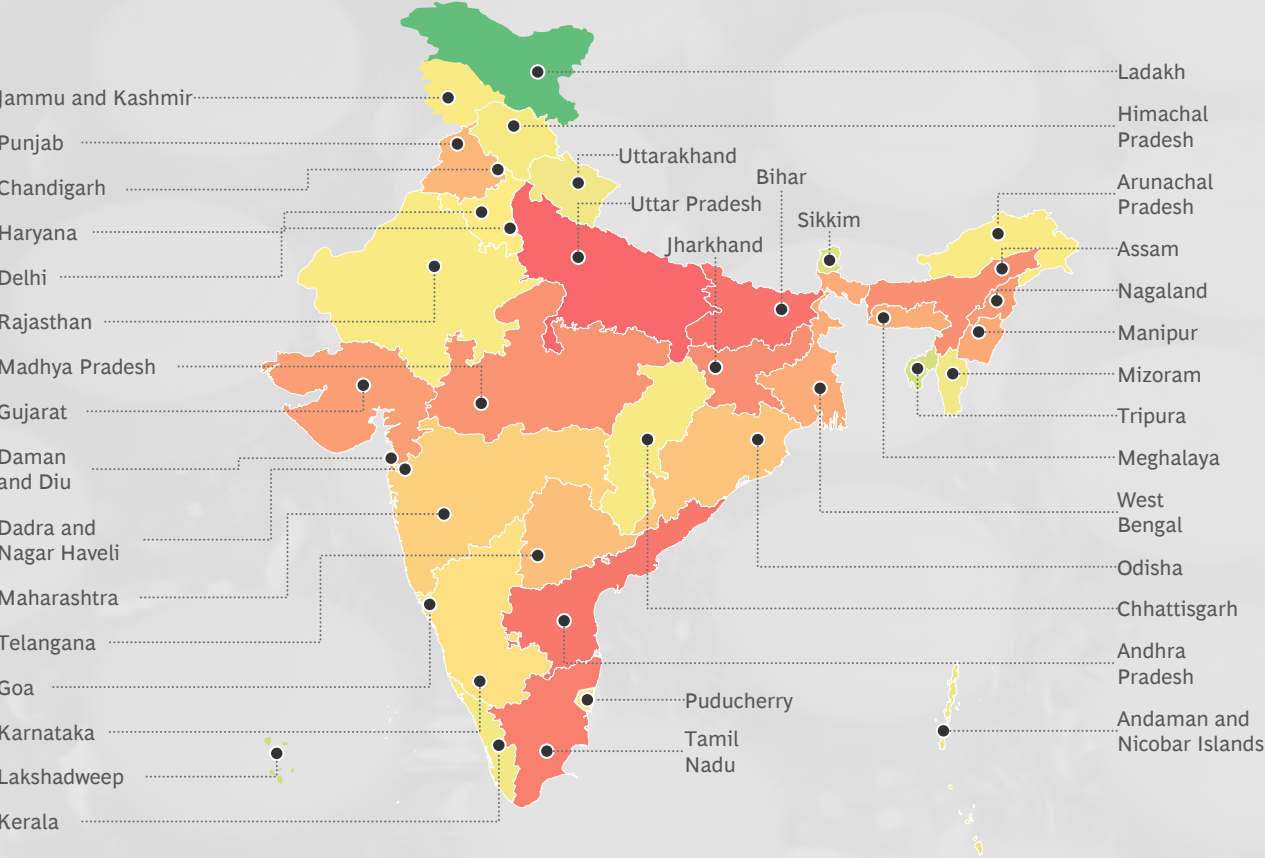 Jammu and Kashmir
Punjab
Chandigarh
Haryana
Delhi
Rajasthan
Madhya Pradesh
Gujarat
Daman
and Diu
Dadra and
Nagar Haveli
Maharashtra
Telangana
Goa
Karnataka
Lakshadweep
Kerala
Uttarakhand
Bihar
Uttar Pradesh
Sikkim
Jharkhand
Puducherry
Tamil
Nadu
Ladakh
Himachal
Pradesh
Arunachal
Pradesh
Assam
Nagaland
Manipur
Mizoram
Tripura
Meghalaya
West
Bengal
Odisha
Chhattisgarh
Andhra
Pradesh
Andaman and
Nicobar Islands